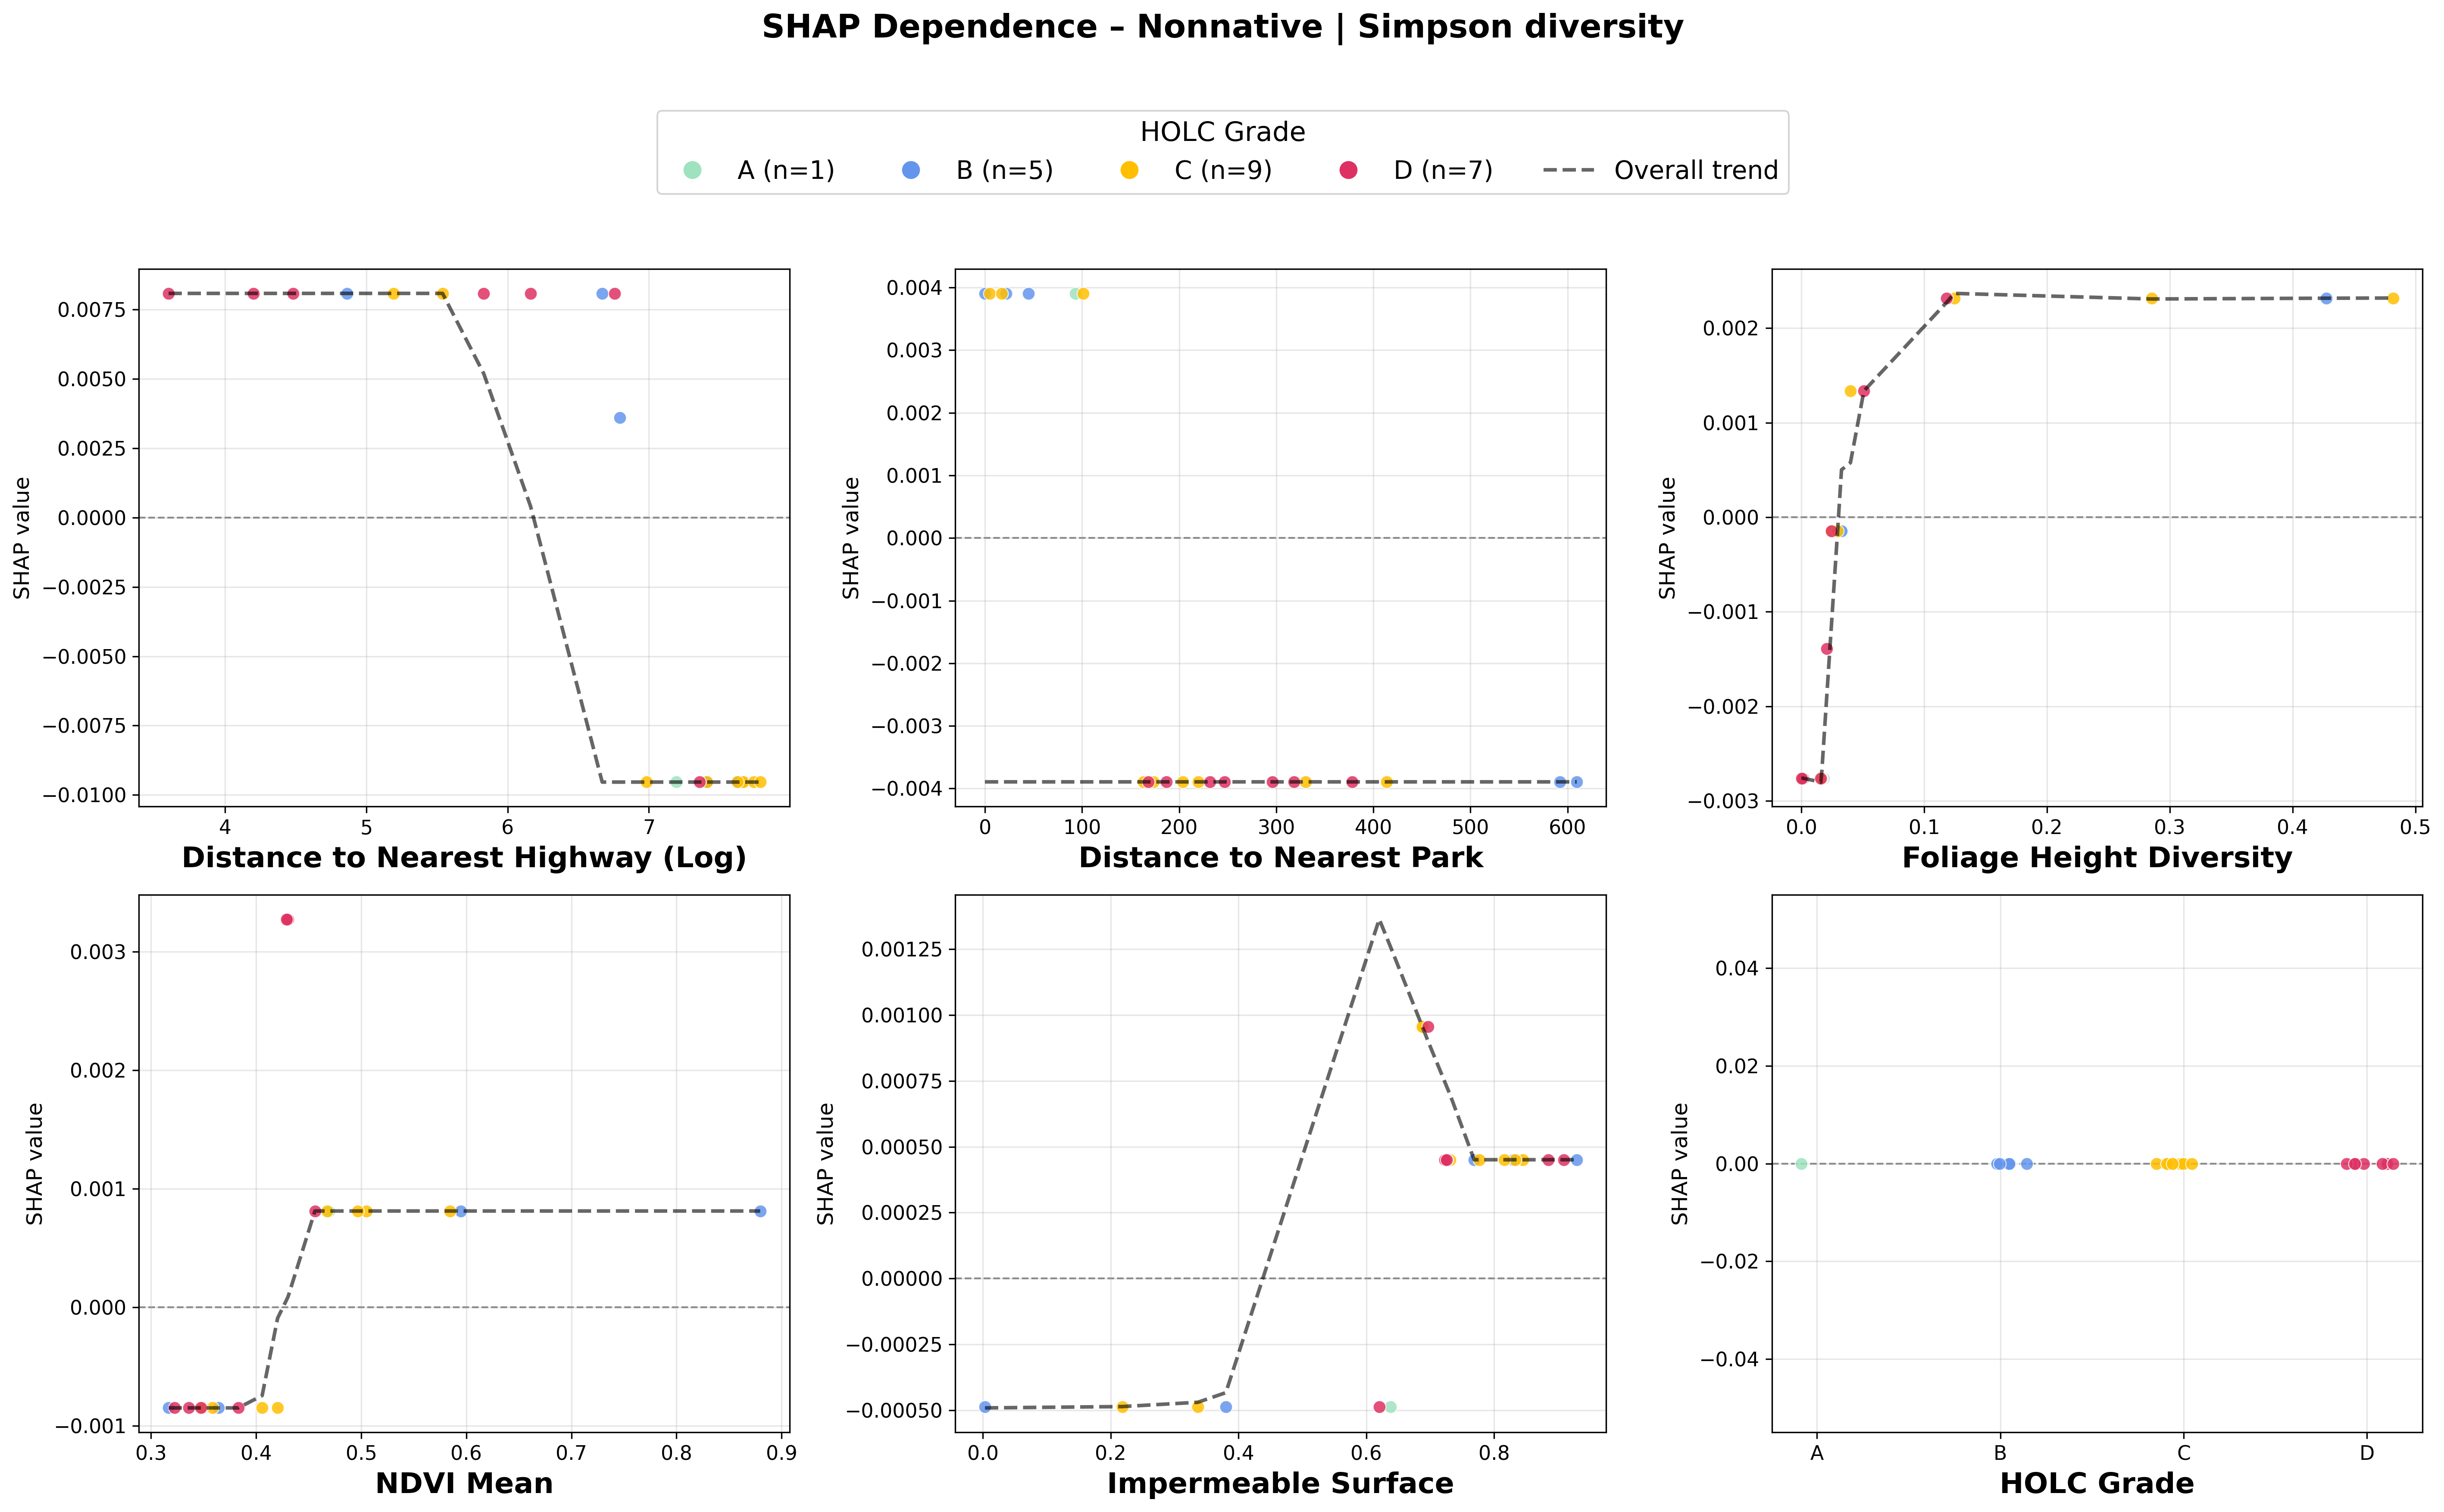 SHAP Dependence – Nonnative | Simpson diversity
HOLC Grade
A (n=1) B (n=5) C (n=9) D (n=7) Overall trend
SHAP value
0.0075
0.0050
0.0025
0.0000
−0.0025
−0.0050
−0.0075
−0.0100
4 5 6 7
Distance to Nearest Highway (Log)
SHAP value
0.004
0.003
0.002
0.001
0.000
−0.001
−0.002
−0.003
−0.004
0 100 200 300 400 500 600
Distance to Nearest Park
SHAP value
0.002
0.001
0.000
−0.001
−0.002
−0.003
0.0 0.1 0.2 0.3 0.4 0.5
Foliage Height Diversity
SHAP value
0.003
0.002
0.001
0.000
−0.001
0.3 0.4 0.5 0.6 0.7 0.8 0.9
NDVI Mean
SHAP value
0.00125
0.00100
0.00075
0.00050
0.00025
0.00000
−0.00025
−0.00050
0.0 0.2 0.4 0.6 0.8
Impermeable Surface
SHAP value
0.04
0.02
0.00
−0.02
−0.04
A B C D
HOLC Grade